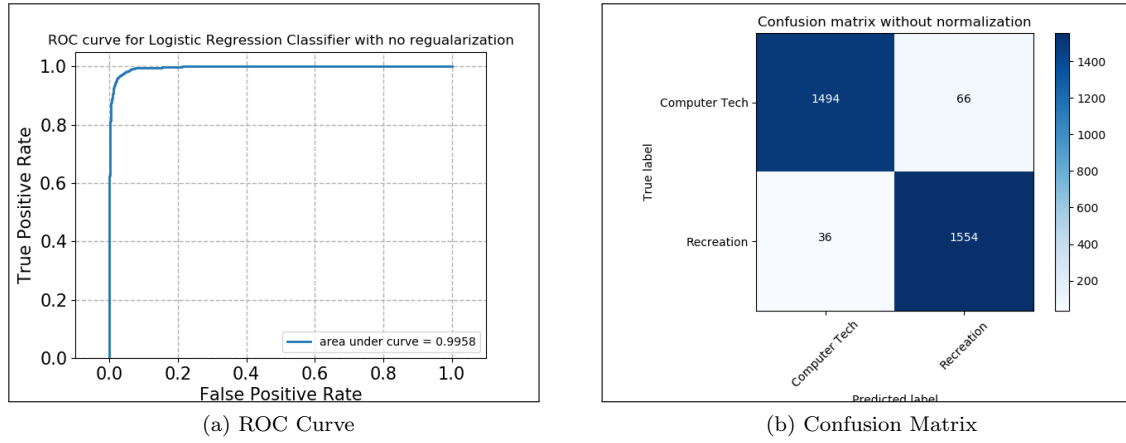 ROC curve for Logistic Regression Classifier with no regualarization
True Positive Rate
1.0
0.8
0.6
0.4
0.2
0.0
area under curve = 0.9958
0.0 0.2 0.4 0.6 0.8 1.0
False Positive Rate
(a) ROC Curve
Confusion matrix without normalization
True label
Computer Tech
1494 66
Recreation
36 1554
Computer Tech
Recreation
Predicted label
1400
1200
1000
800
600
400
200
(b) Confusion Matrix